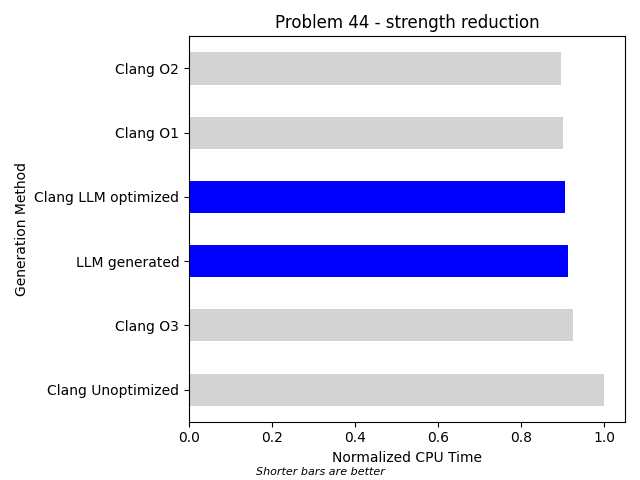 Problem 44 - strength reduction
Generation Method
Clang O2
Clang O1
Clang LLM optimized
LLM generated
Clang O3
Clang Unoptimized
0.0 0.2 0.4 0.6 0.8 1.0
Normalized CPU Time
Shorter bars are better